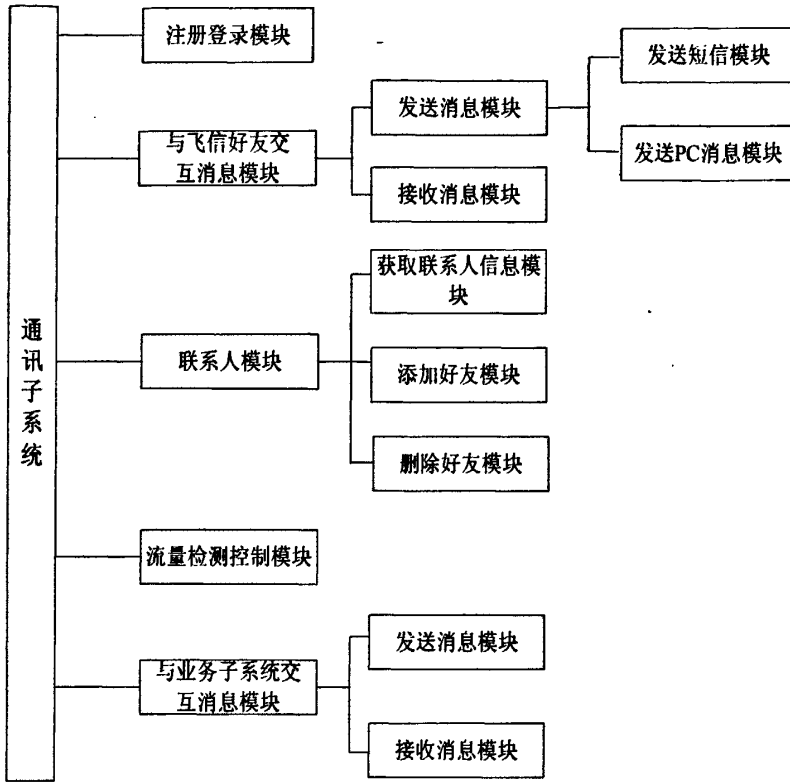 通讯子系统
注册登录模块
与飞信好友交
互消息模块
发送消息模块
发送短信模块
发送PC消息模块
接收消息模块
联系人模块
获取联系人信息模
块
添加好友模块
删除好友模块
流量检测控制模块
与业务子系统交
互消息模块
发送消息模块
接收消息模块